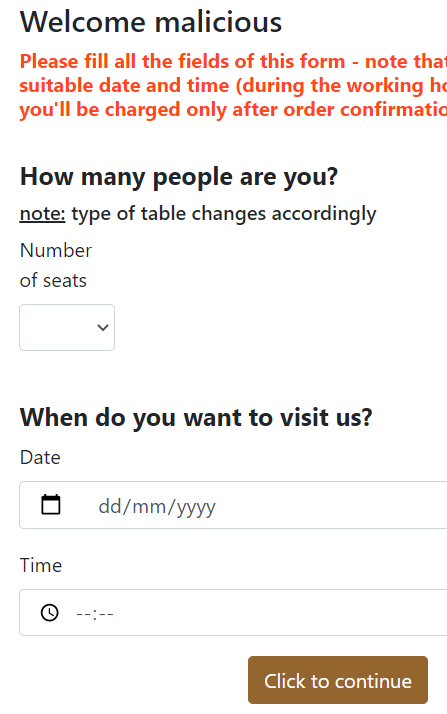 Welcome malicious
Please fill all the fields of this form - note that
suitable date and time (during the working
you'll be charged only after order
How many people are you?
note: type of table changes accordingly
Number
of seats
When do you want to visit us?
Date
dd/mm/yyyy
Time
--:--
Click to continue